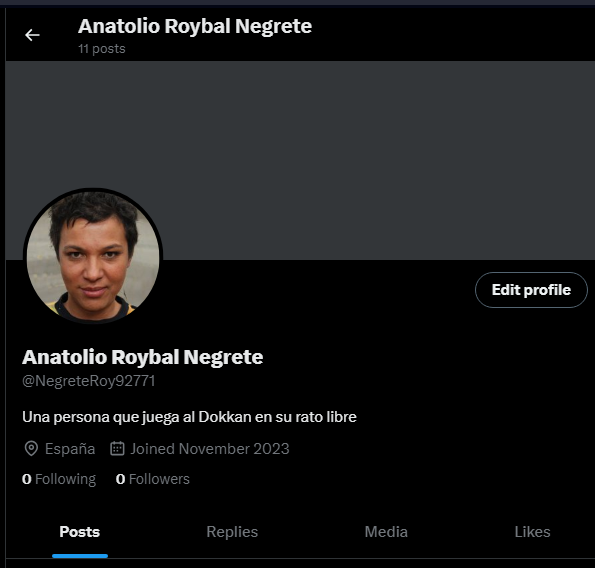 Anatolio Roybal Negrete
11 posts
Edit profile
Anatolio Roybal Negrete
@NegreteRoy92771
Una persona que juega al Dokkan en su rato libre
España Joined November 2023
0 Following 0 Followers
Posts Replies Media Likes